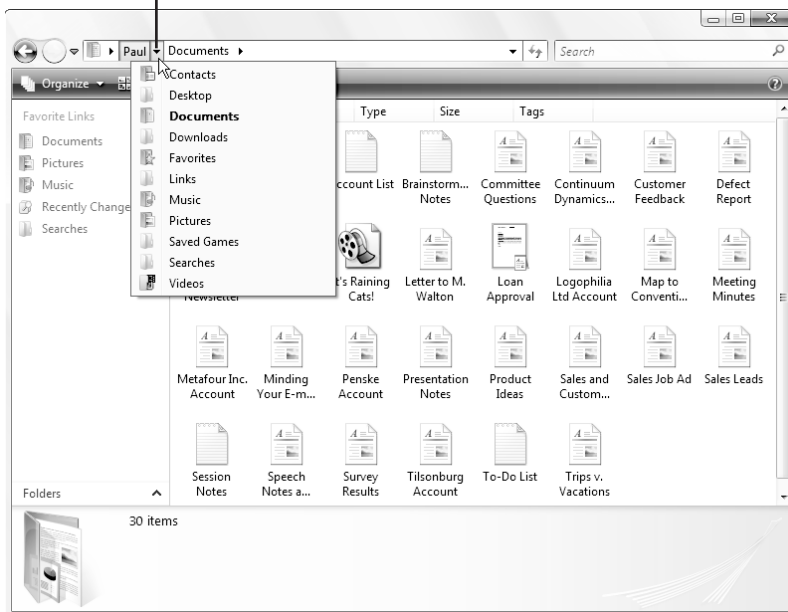 Paul
Documents
Search
Organize
Contacts
Desktop
Documents
Downloads
Favorites
Links
Music
Pictures
Saved Games
Searches
Videos
Favorite Links
Documents
Pictures
Music
Recently Change
Searches
Folders
Type Size Tags
ccount List Brainstorm... Committee Continuum Customer Defect
Notes Questions Dynamics... Feedback Report
t's Raining Letter to M. Loan Logophilia Map to Meeting
Newsletter Cats! Walton Approval Ltd Account Conventi... Minutes
Metafour Inc. Minding Penske Presentation Product Sales and Sales Job Ad Sales Leads
Account Your E-m... Account Notes Ideas Custom...
Session Speech Survey Tilsonburg To-Do List Trips v.
Notes Notes a... Results Account Vacations
30 items